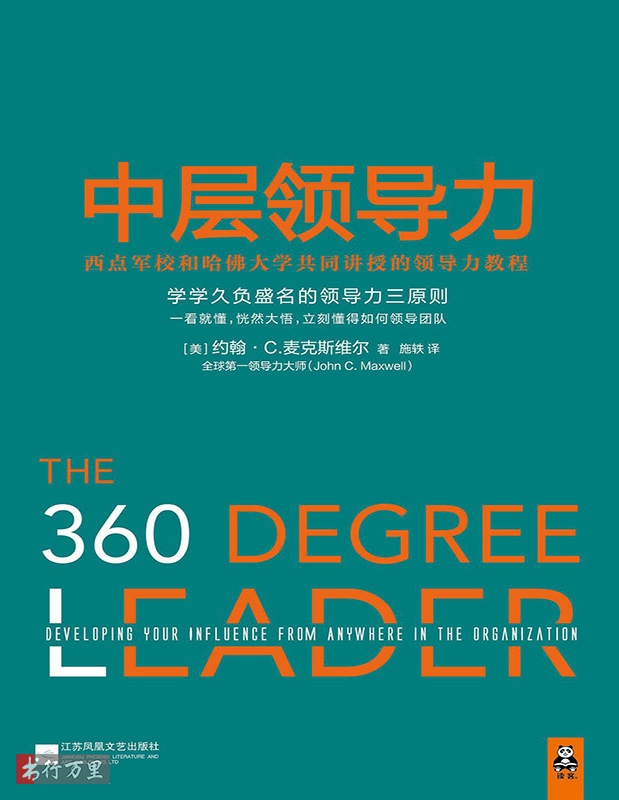 中层领导力
西点军校和哈佛大学共同讲授的领导力教程
学学久负盛名的领导力三原则
一看就懂，恍然大悟，立刻懂得如何领导团队
[美] 约翰·C.麦克斯维尔 著 施轶 译
全球第一领导力大师（John C. Maxwell）
THE
360 DEGREE
LEADER
DEVELOPING YOUR INFLUENCE FROM ANYWHERE IN THE ORGANIZATION
江苏凤凰文艺出版社
JIANGSU PHOENIX LITERATURE AND
书行万里
读客®